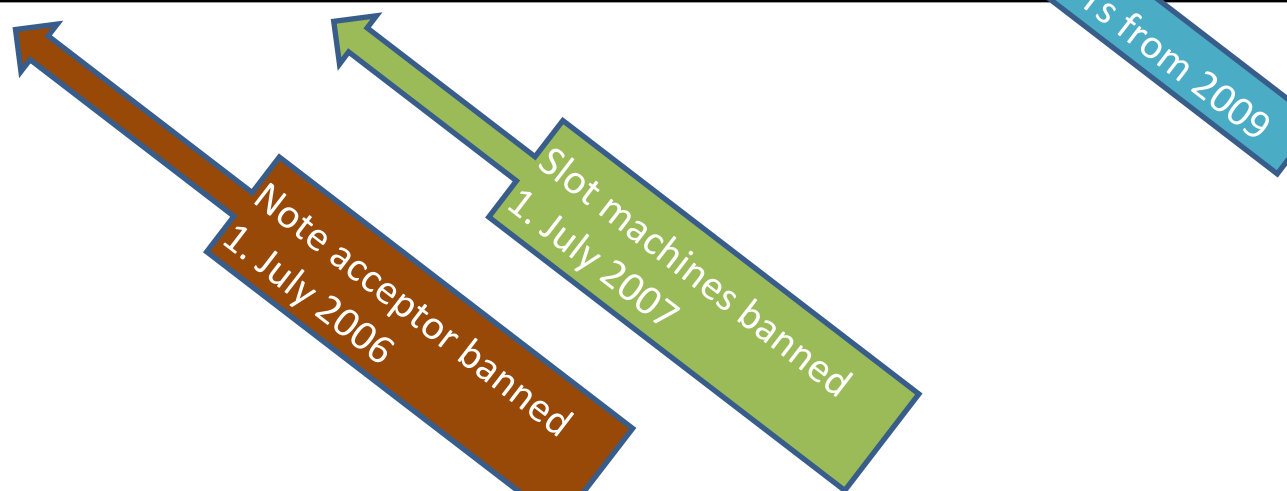 Note acceptor banned
1. July 2006
Slot machines banned
1. July 2007
from 2009